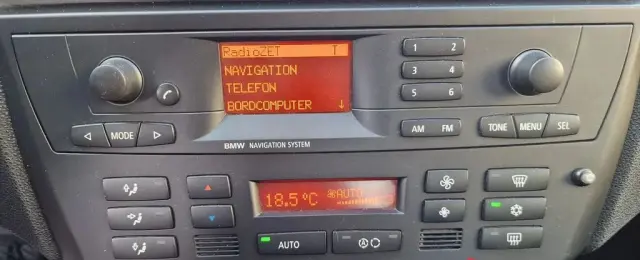 RadioZET T
NAVIGATION
TELEFON
BORDCOMPUTER ↓
1 2
3 4
5 6
MODE
AM FM
TONE MENU SEL
BMW NAVIGATION SYSTEM
18.5°C AUTO
AUTO
A